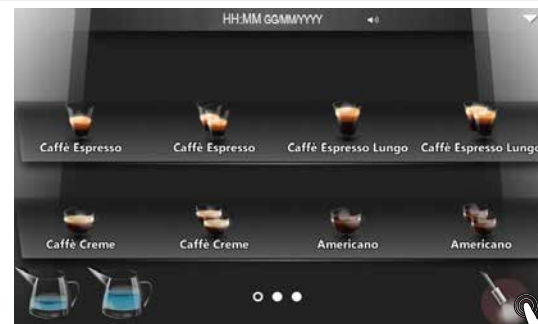 HH:MM GG/MM/YYYY
Caffè Espresso Caffè Espresso Caffè Espresso Lungo Caffè Espresso Lungo
Caffè Creme Caffè Creme Americano Americano